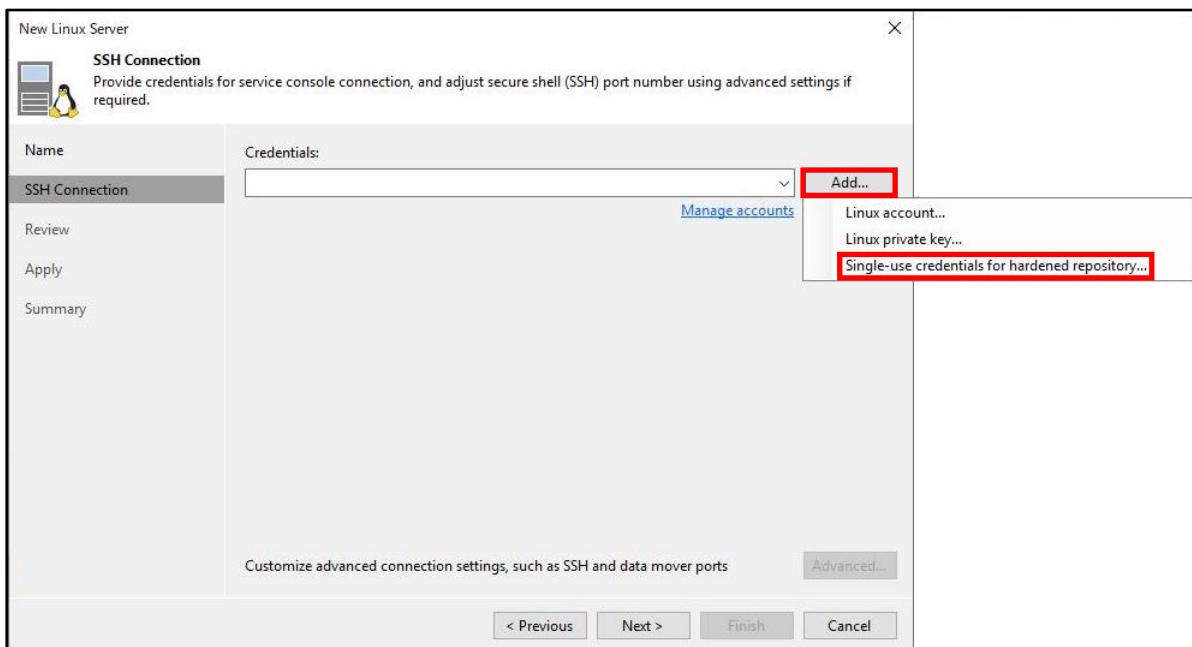 New Linux Server
SSH Connection
Provide credentials for service console connection, and adjust secure shell (SSH) port number using advanced settings if
required.
Name
SSH Connection
Review
Apply
Summary
Credentials:
Add...
Manage accounts
Linux account...
Linux private key...
Single-use credentials for hardened repository...
Customize advanced connection settings, such as SSH and data mover ports
Advanced...
< Previous
Next >
Finish
Cancel